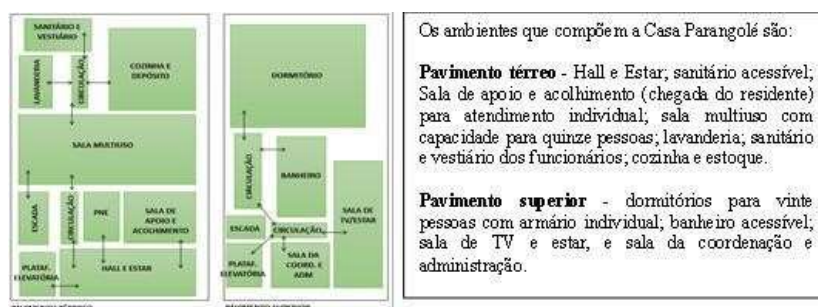 SANITÁRIO E
VESTIÁRIO
LAVANDERIA
CIRCULAÇÃO
COZINHA E
DEPÓSITO
SALA MULTIUSO
ESCADA
CIRCULAÇÃO
PNE
SALA DE
APOIO E
ACOLHIMENTO
PLATAF.
ELEVATÓRIA
HALL E ESTAR
DORMITÓRIO
CIRCULAÇÃO
BANHEIRO
SALA DE
TV/ESTAR
ESCADA
CIRCULAÇÃO
PLATAF.
ELEVATÓRIA
SALA DA
COORD. E
ADM
Os ambientes que compõem a Casa Parangolé são:
Pavimento térreo - Hall e Estar; sanitário acessível;
Sala de apoio e acolhimento (chegada do residente)
para atendimento individual; sala multiuso com
capacidade para quinze pessoas; lavanderia; sanitário
e vestiário dos funcionários; cozinha e estoque.
Pavimento superior - dormitórios para vinte
pessoas com armário individual; banheiro acessível;
sala de TV e estar, e sala da coordenação e
administração.